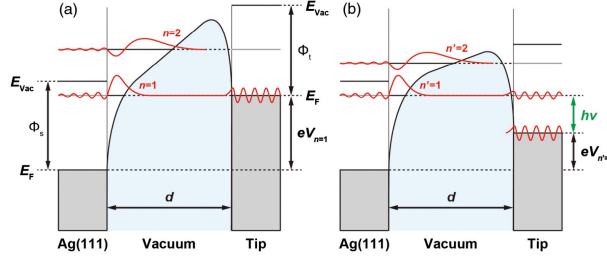 (a)
E_Vac
n=2
Φ_t
E_Vac
n=1
E_F
Φ_s
eV_n=1
E_F
d
Ag(111) Vacuum Tip
(b)
n'=2
n'=1
hν
eV_n's
d
Ag(111) Vacuum Tip